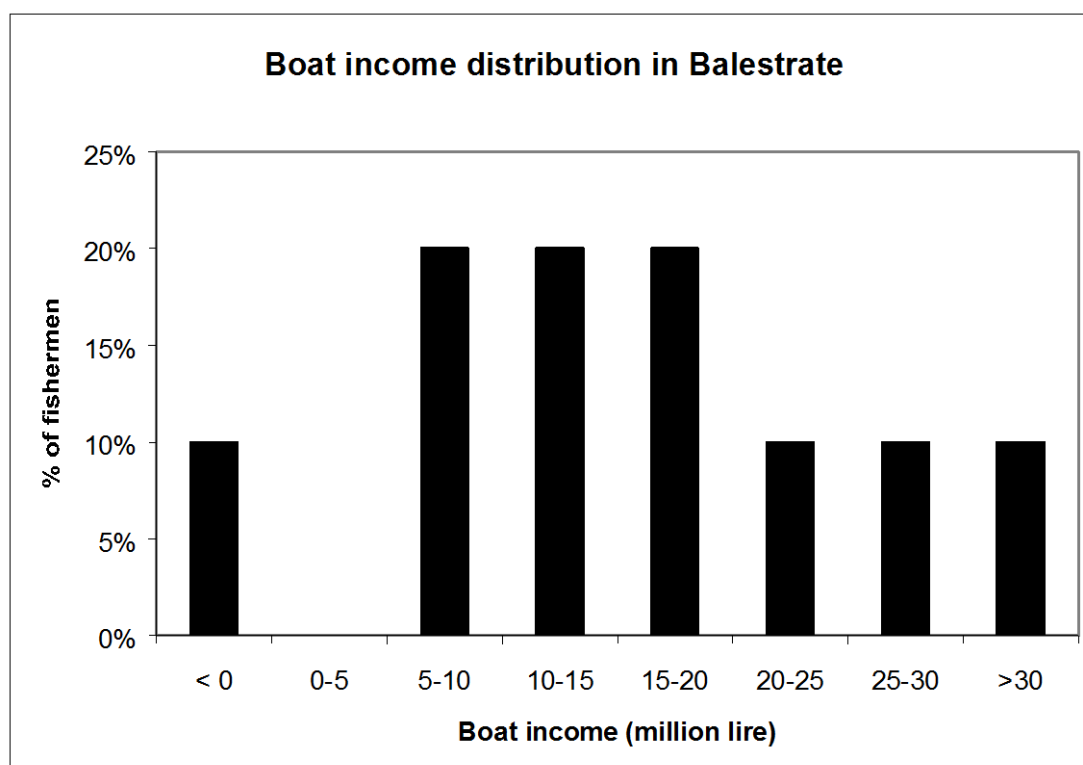 Boat income distribution in Balestrate
25%
20%
15%
10%
5%
0%
% of fishermen
< 0 0-5 5-10 10-15 15-20 20-25 25-30 >30
Boat income (million lire)